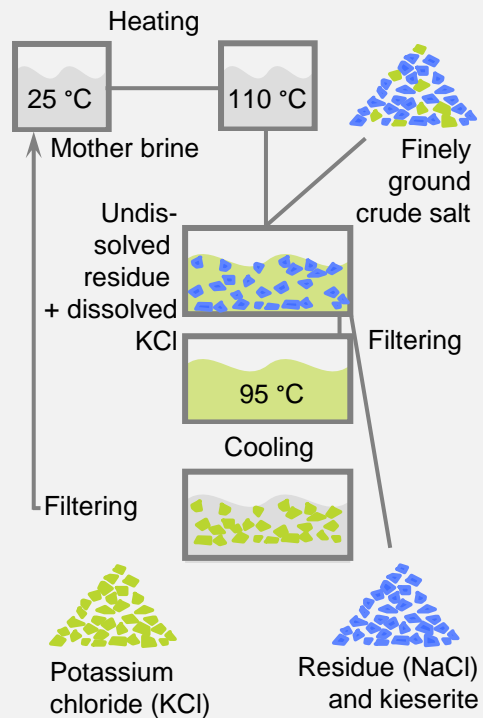 Heating
25 °C
110 °C
Mother brine
Finely
ground
crude salt
Undis-
solved
residue
+ dissolved
KCl
Filtering
95 °C
Cooling
Filtering
Potassium
chloride (KCl)
Residue (NaCl)
and kieserite